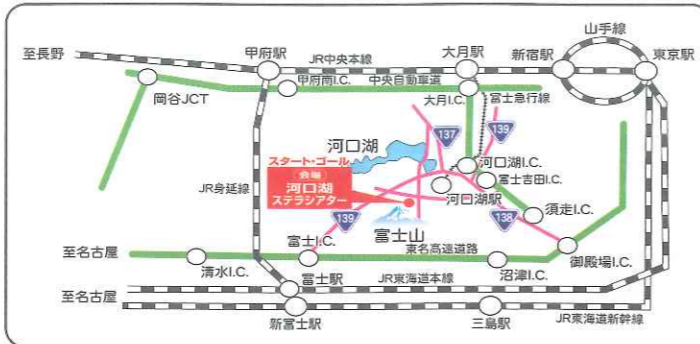 山手線
至長野
甲府駅
JR中央本線
大月駅
新宿駅
東京駅
岡谷JCT
甲府南I.C.
中央自動車道
大月I.C.
富士急行線
137
139
河口湖
河口湖I.C.
スタート・ゴール
会場
河口湖
ステラシアター
富士吉田I.C.
JR身延線
河口湖駅
須走I.C.
139
138
富士山
富士I.C.
東名高速道路
御殿場I.C.
至名古屋
清水I.C.
富士駅
沼津I.C.
JR東海道本線
至名古屋
新富士駅
三島駅
JR東海道新幹線